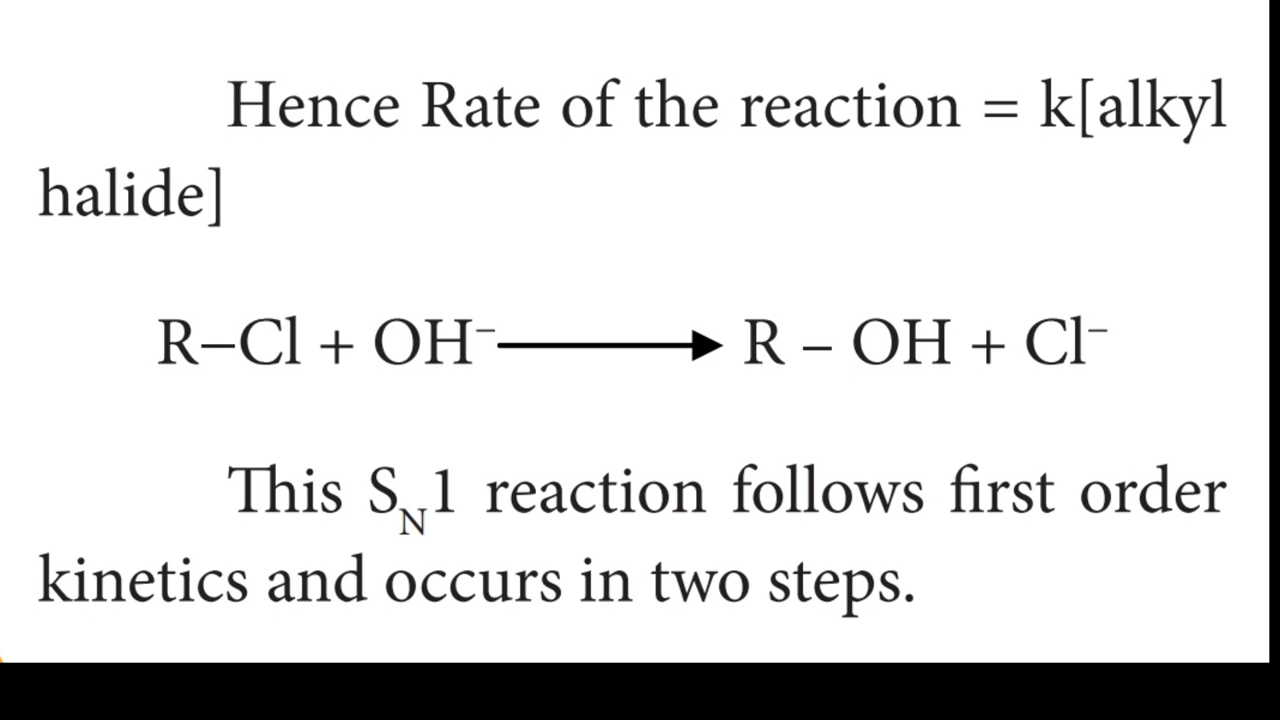 Hence Rate of the reaction = k[alkyl
halide]
R–Cl + OH⁻ ⟶ R – OH + Cl⁻
This S_N1 reaction follows first order
kinetics and occurs in two steps.